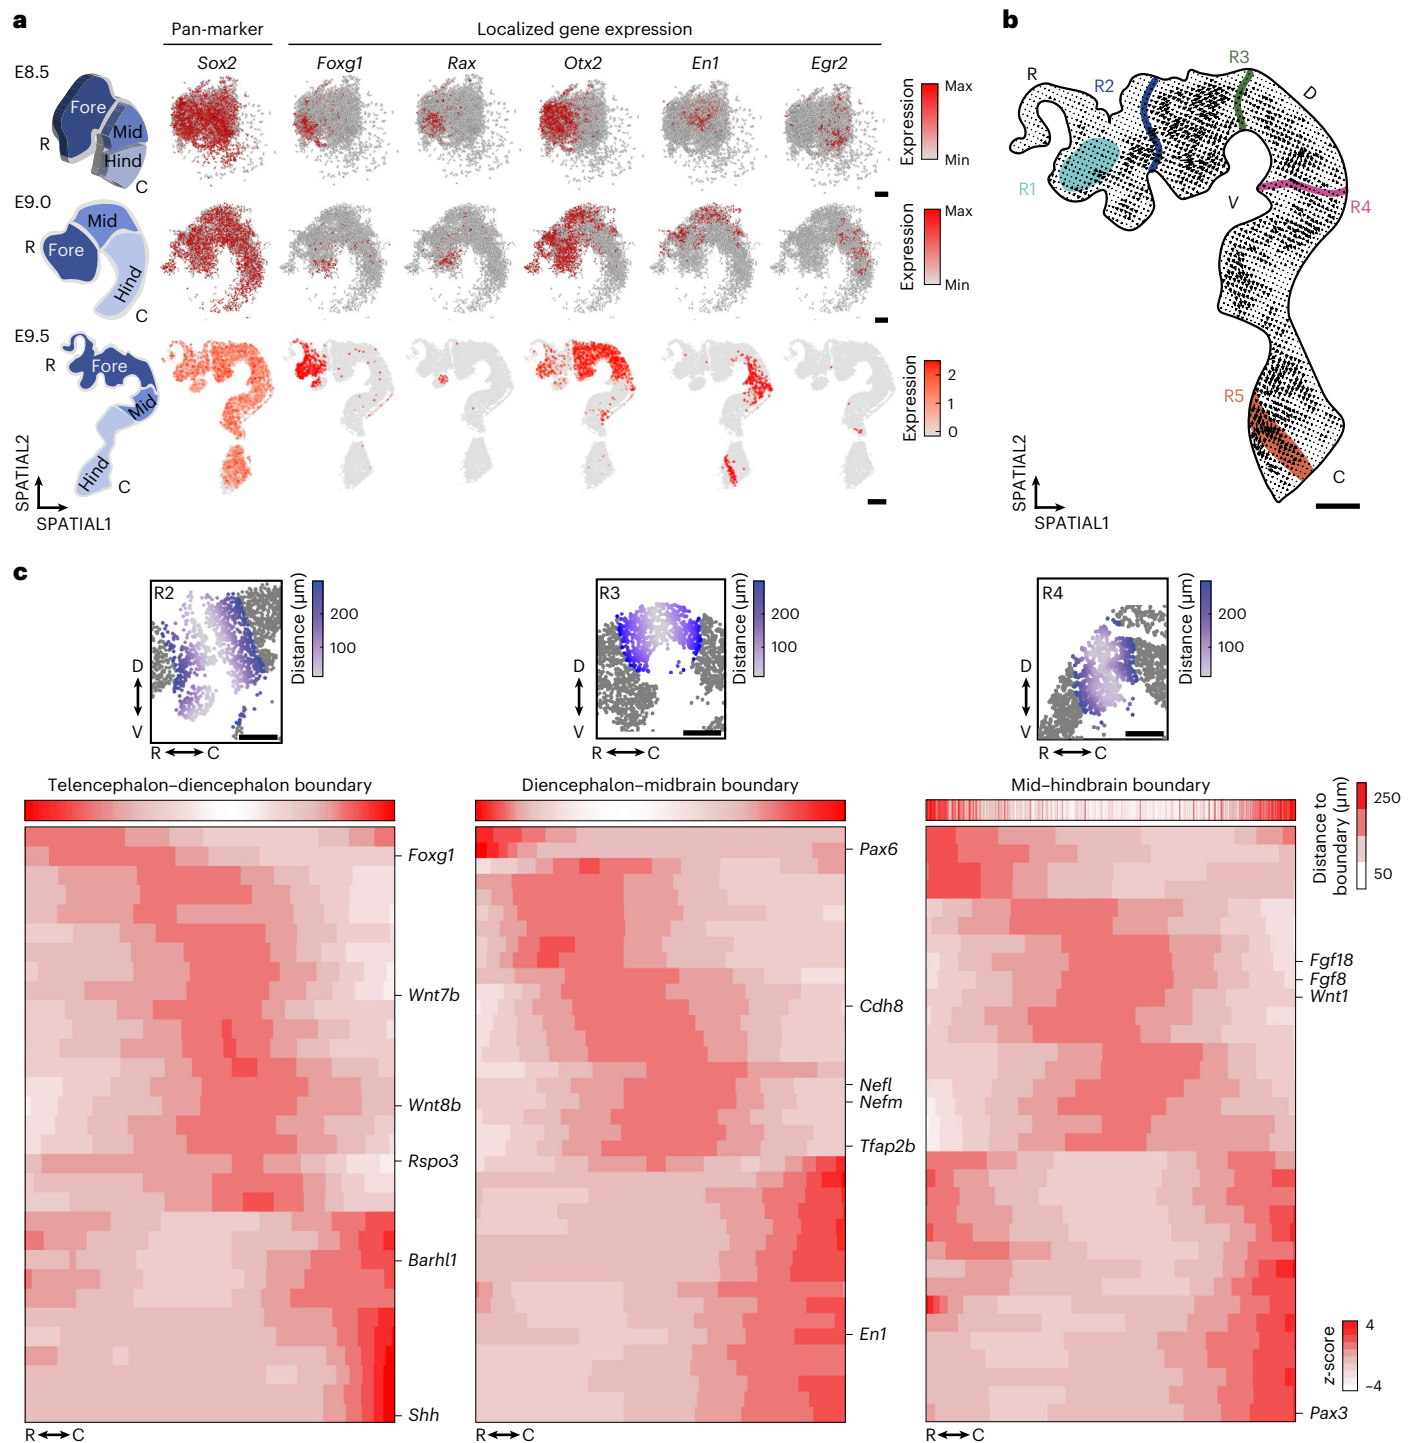 a
Pan-marker
Localized gene expression
Sox2
Foxg1
Rax
Otx2
En1
Egr2
E8.5
Fore
Mid
Hind
R
C
Expression
Max
Min
E9.0
Mid
Fore
Hind
R
C
Expression
Max
Min
E9.5
Fore
Mid
Hind
R
C
Expression
2
1
0
SPATIAL2
SPATIAL1
b
R
R2
R3
D
R1
V
R4
R5
C
SPATIAL2
SPATIAL1
c
R2
Distance (µm)
200
100
D
V
R C
R3
Distance (µm)
200
100
D
V
R C
R4
Distance (µm)
200
100
D
V
R C
Telencephalon–diencephalon boundary
Foxg1
Wnt7b
Wnt8b
Rspo3
Barhl1
Shh
R C
Diencephalon–midbrain boundary
Pax6
Cdh8
Nefl
Nefm
Tfap2b
En1
R C
Mid–hindbrain boundary
Fgf18
Fgf8
Wnt1
Pax3
R C
Distance to
boundary (µm)
250
150
50
z-score
4
−4